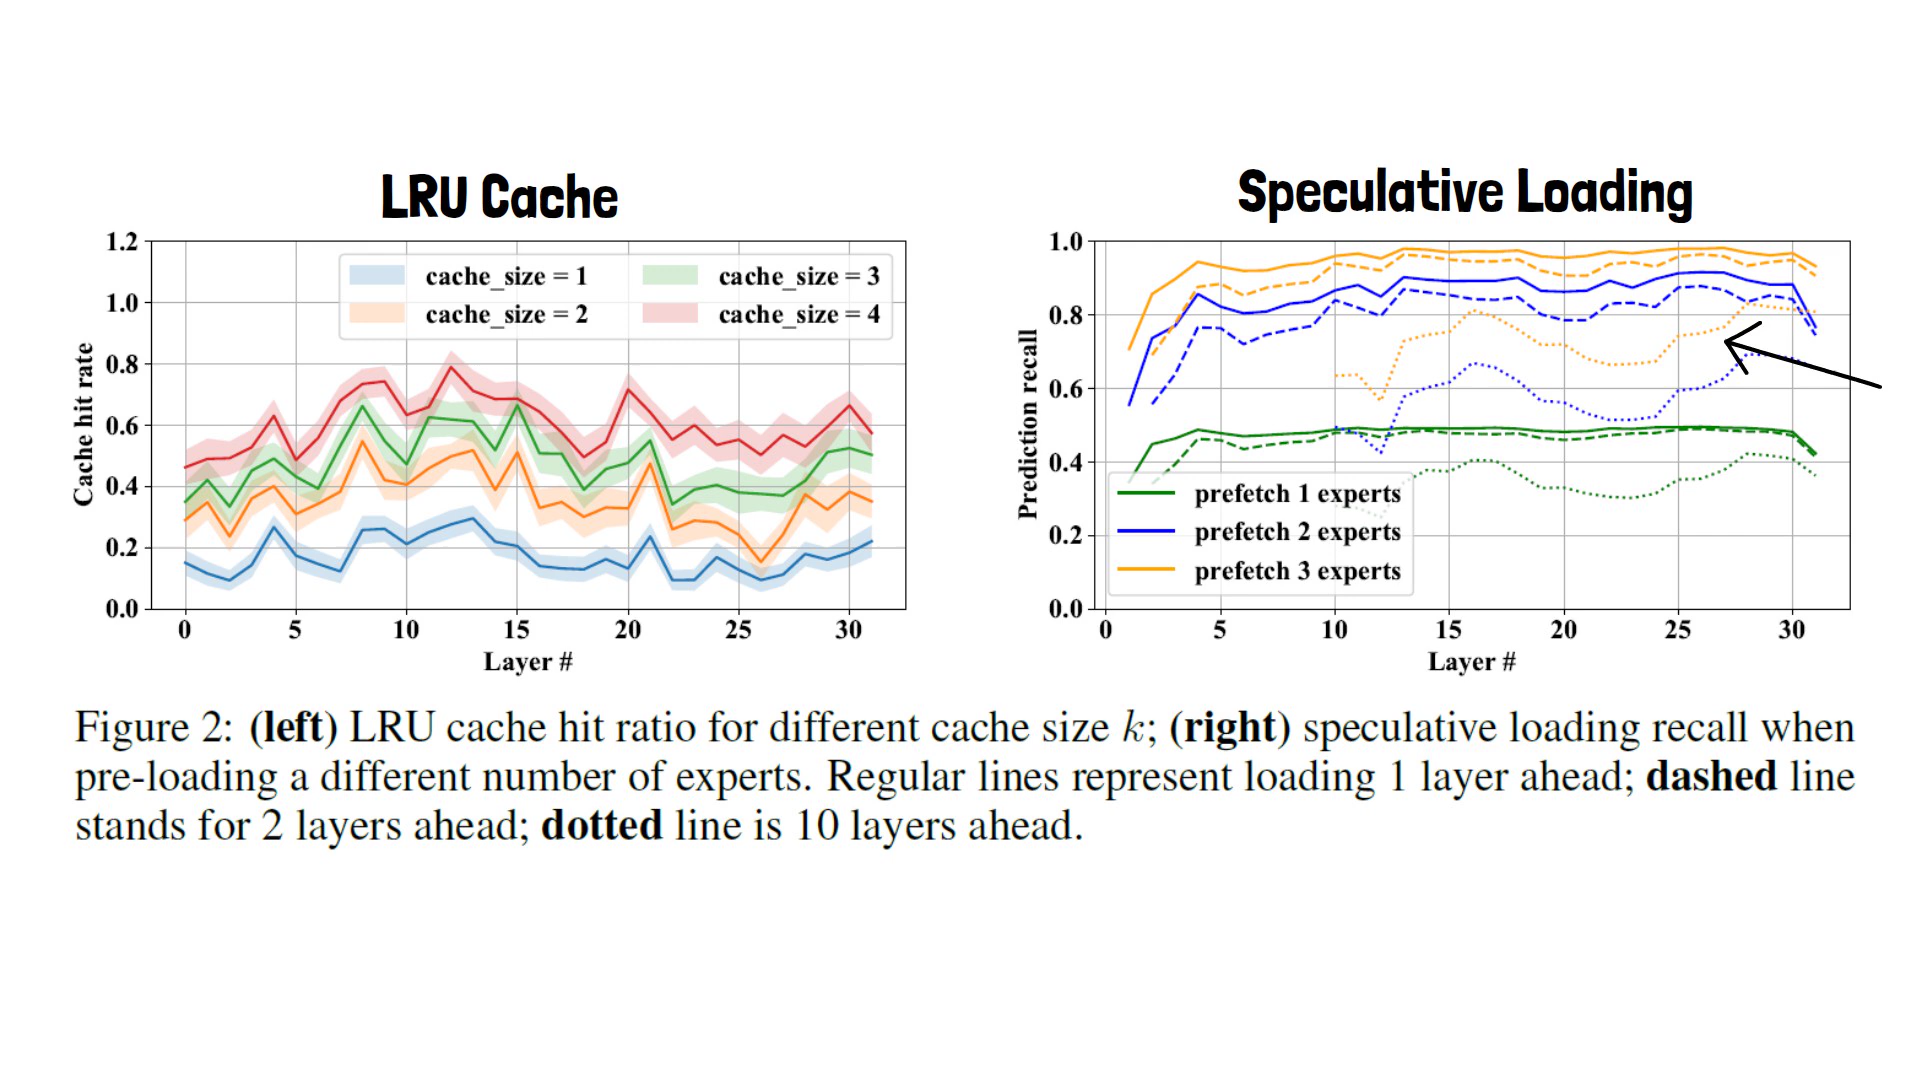 LRU Cache
Speculative Loading
1.2
1.0
0.8
0.6
0.4
0.2
0.0
Cache hit rate
cache_size = 1
cache_size = 2
cache_size = 3
cache_size = 4
0
5
10
15
20
25
30
Layer #
1.0
0.8
0.6
0.4
0.2
0.0
Prediction recall
prefetch 1 experts
prefetch 2 experts
prefetch 3 experts
0
5
10
15
20
25
30
Layer #
Figure 2: (left) LRU cache hit ratio for different cache size k; (right) speculative loading recall when
pre-loading a different number of experts. Regular lines represent loading 1 layer ahead; dashed line
stands for 2 layers ahead; dotted line is 10 layers ahead.